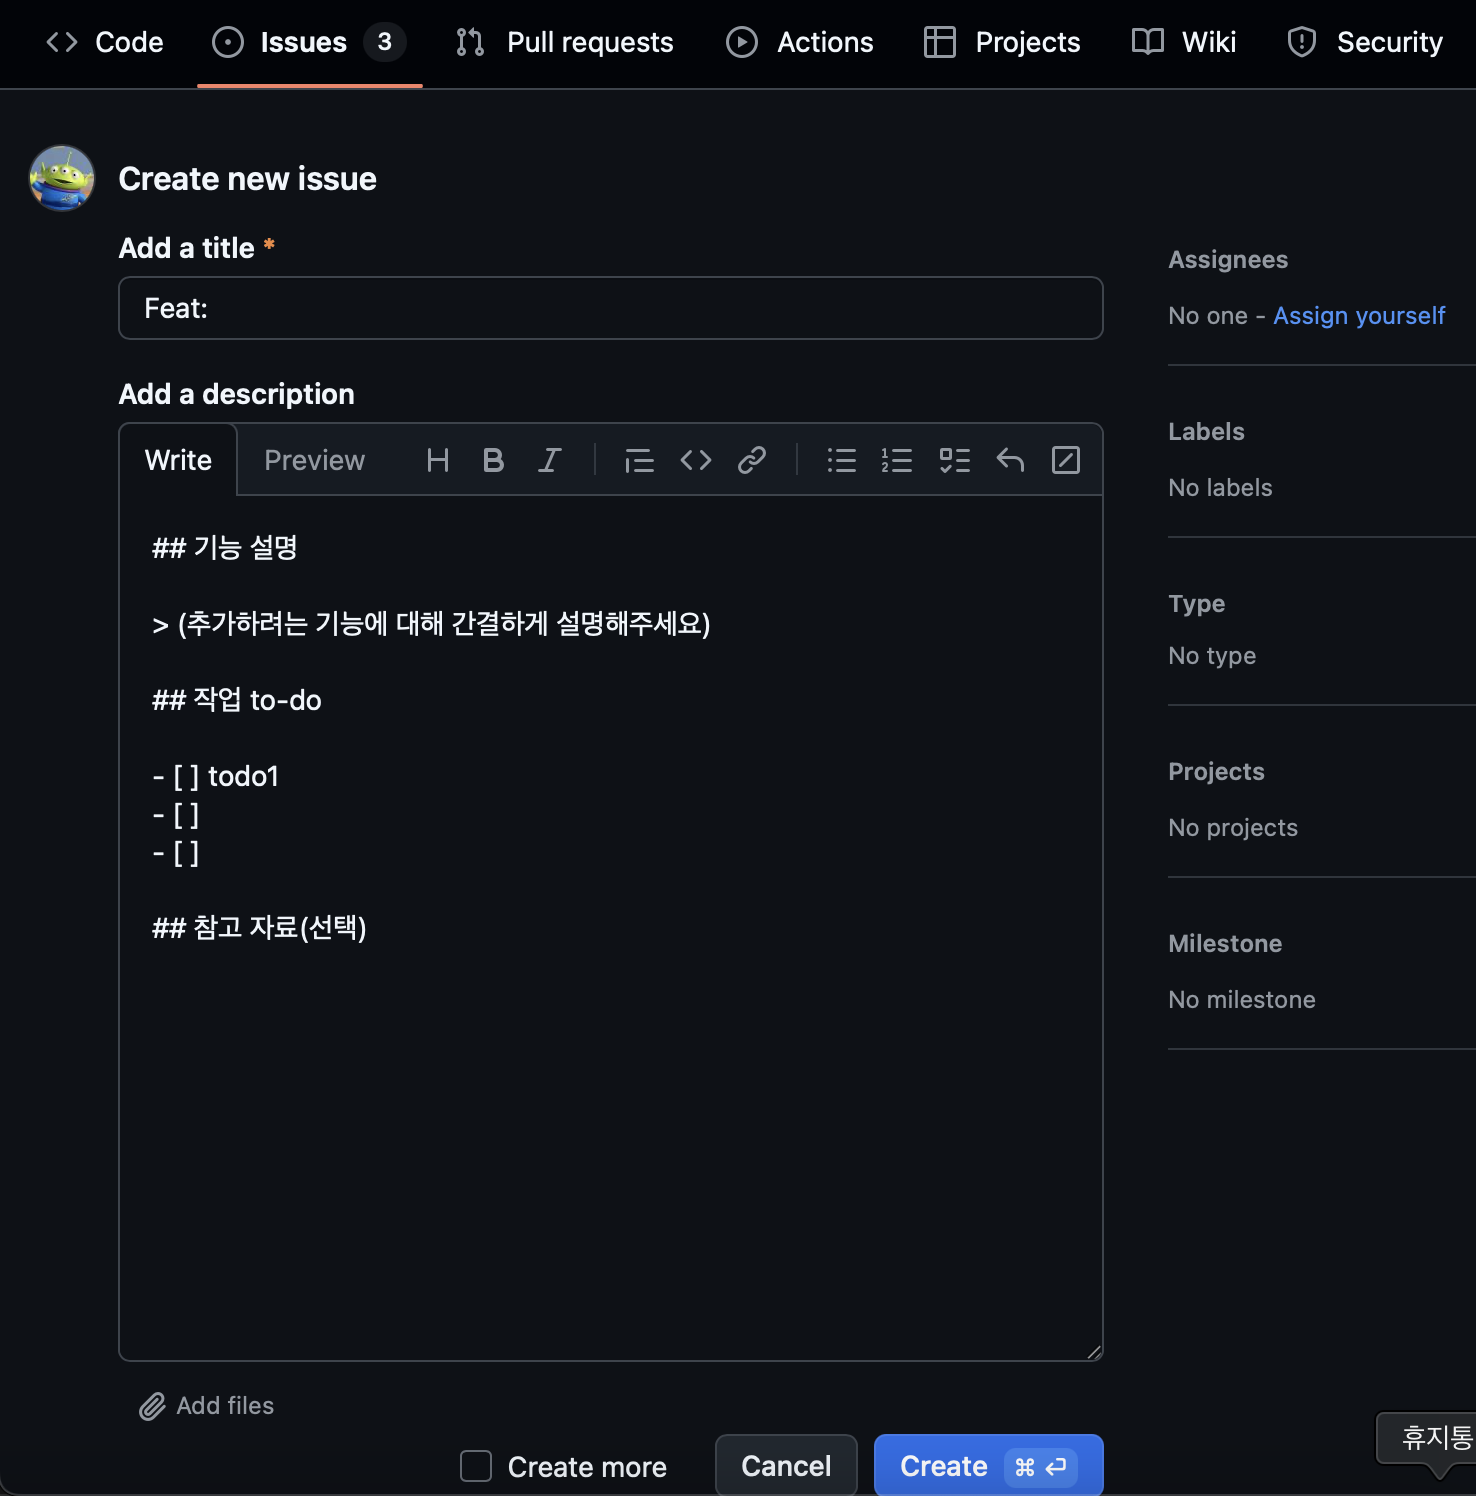 Code Issues 3 Pull requests Actions Projects Wiki Security
Create new issue
Add a title *
Feat:
Add a description
Write Preview H B I
## 기능 설명
> (추가하려는 기능에 대해 간결하게 설명해주세요)
## 작업 to-do
- [ ] todo1
- [ ]
- [ ]
## 참고 자료(선택)
Add files
Create more Cancel Create ⌘ ↵
Assignees
No one - Assign yourself
Labels
No labels
Type
No type
Projects
No projects
Milestone
No milestone
휴지통